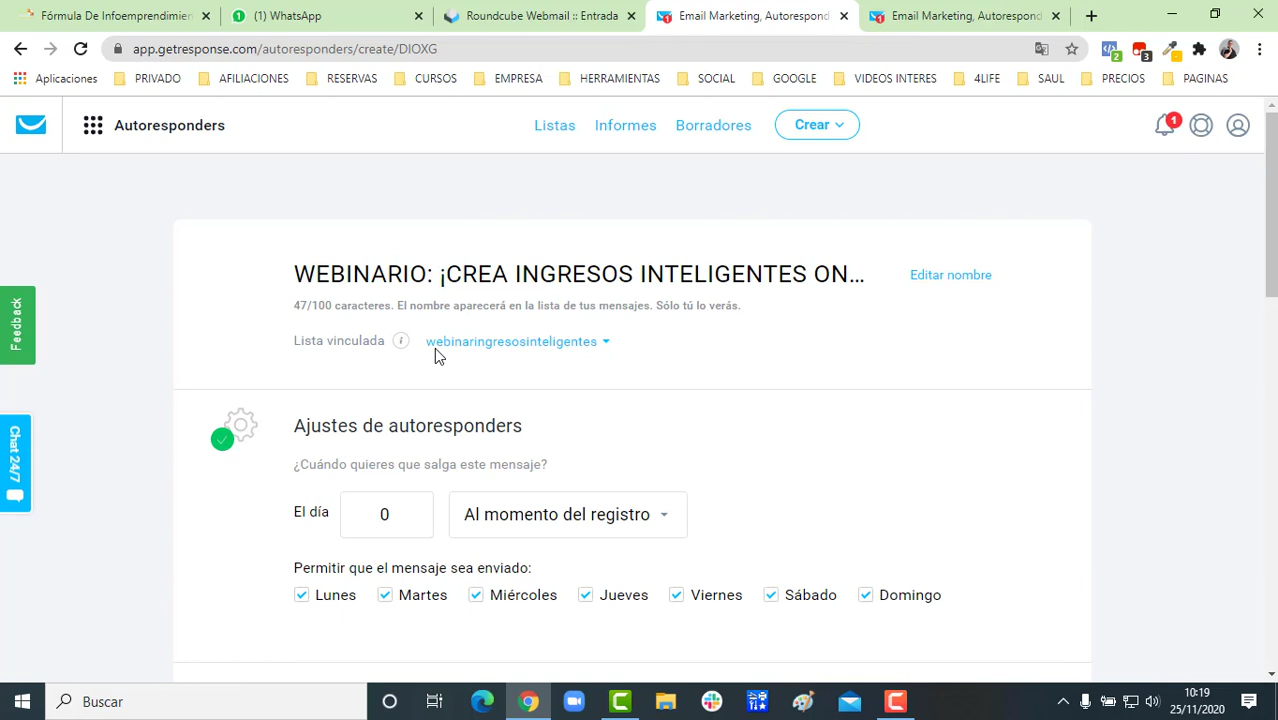 Fórmula De Infoemprendimien
(1) WhatsApp
Roundcube Webmail :: Entrada
Email Marketing, Autorespond
Email Marketing, Autorespond
app.getresponse.com/autoresponders/create/DIOXG
2
3
Aplicaciones
PRIVADO
AFILIACIONES
RESERVAS
CURSOS
EMPRESA
HERRAMIENTAS
SOCIAL
GOOGLE
VIDEOS INTERES
4LIFE
SAUL
PRECIOS
PAGINAS
Autoresponders
Listas
Informes
Borradores
Crear
1
WEBINARIO: ¡CREA INGRESOS INTELIGENTES ON...
Editar nombre
47/100 caracteres. El nombre aparecerá en la lista de tus mensajes. Sólo tú lo verás.
Lista vinculada
i
webinaringresosinteligentes
Feedback
Chat 24/7
Ajustes de autoresponders
¿Cuándo quieres que salga este mensaje?
El día
0
Al momento del registro
Permitir que el mensaje sea enviado:
Lunes
Martes
Miércoles
Jueves
Viernes
Sábado
Domingo
Buscar
10:19
25/11/2020